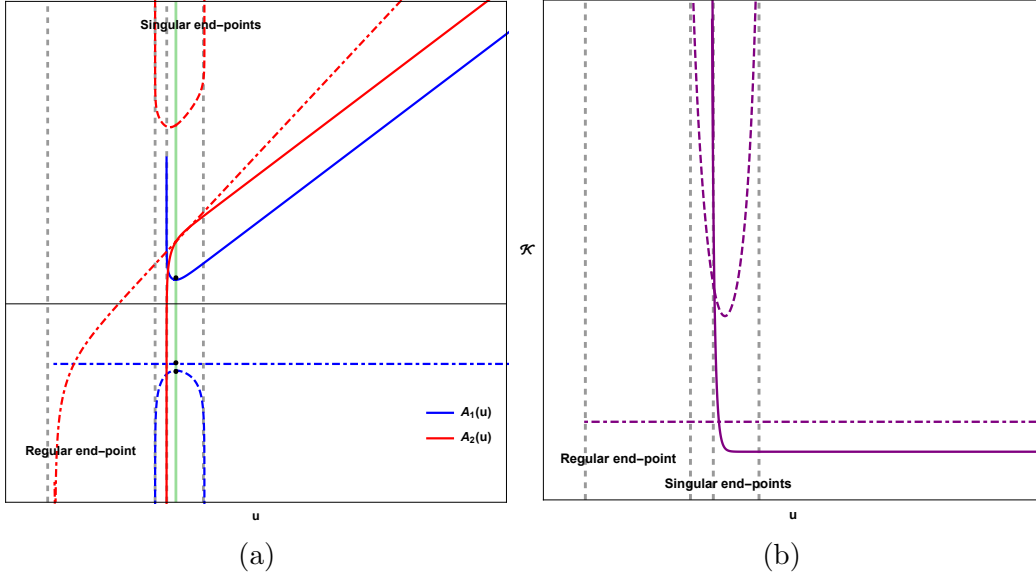 Singular end-points
A₁(u)
A₂(u)
Regular end-point
u
(a)
𝒦
Regular end-point
Singular end-points
u
(b)